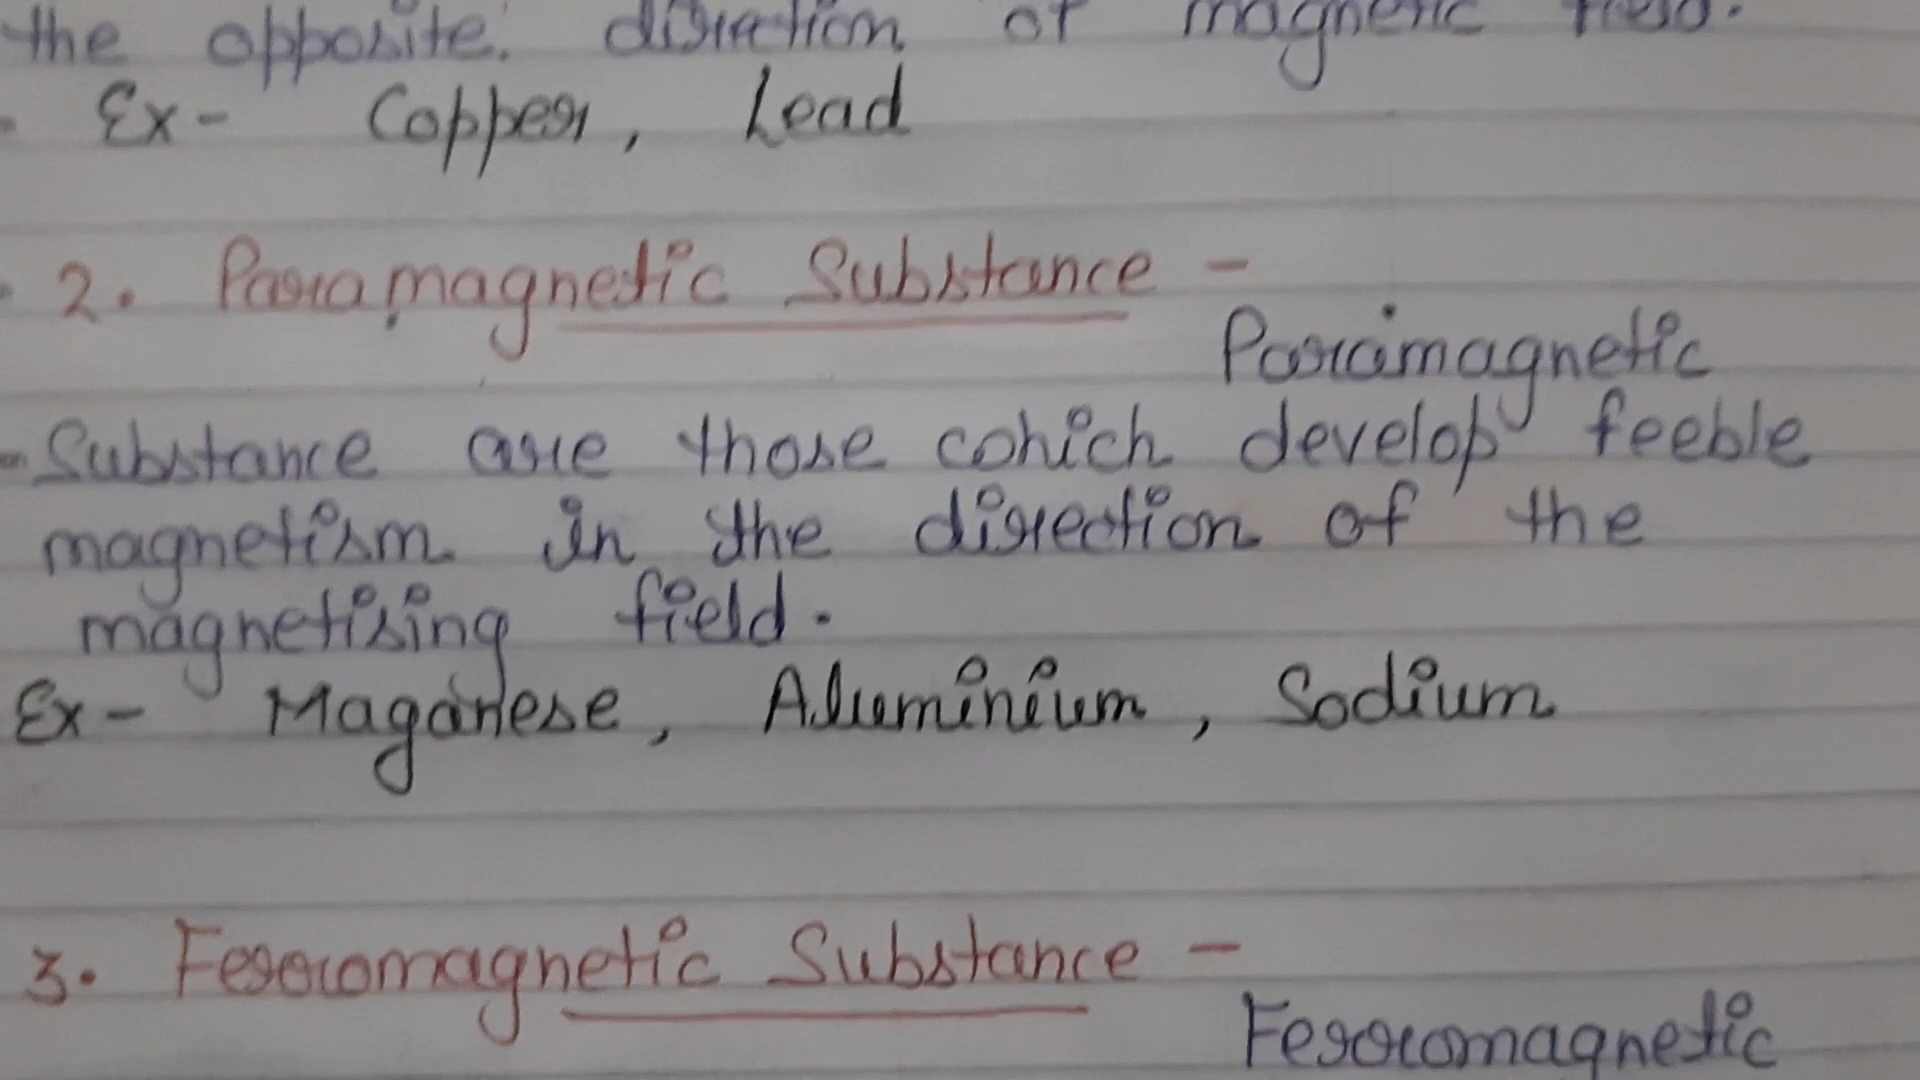 the opposite. direction of magnetic field.
Ex- Copper, Lead
2. Paramagnetic Substance -
Paramagnetic
Substance are those which develop feeble
magnetism in the direction of the
magnetising field.
Ex- Maganese, Aluminium, Sodium
3. Ferromagnetic Substance -
Ferromagnetic